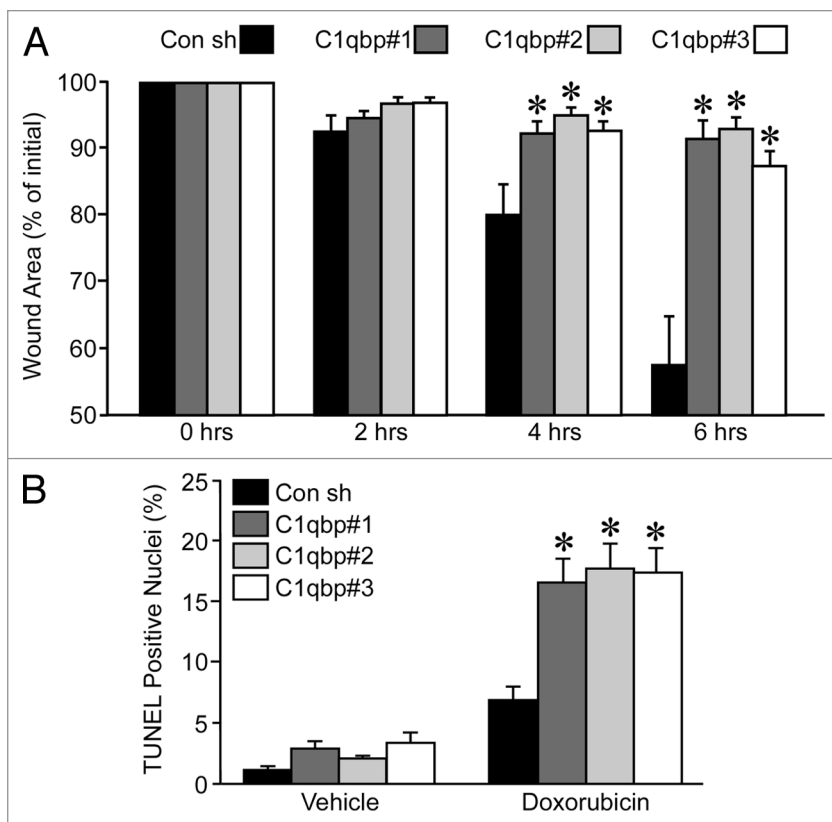 A
Con sh C1qbp#1 C1qbp#2 C1qbp#3
Wound Area (% of initial)
100
90
80
70
60
50
* * *
* * *
0 hrs 2 hrs 4 hrs 6 hrs
B
TUNEL Positive Nuclei (%)
25
20
15
10
5
0
Con sh
C1qbp#1
C1qbp#2
C1qbp#3
* * *
Vehicle Doxorubicin